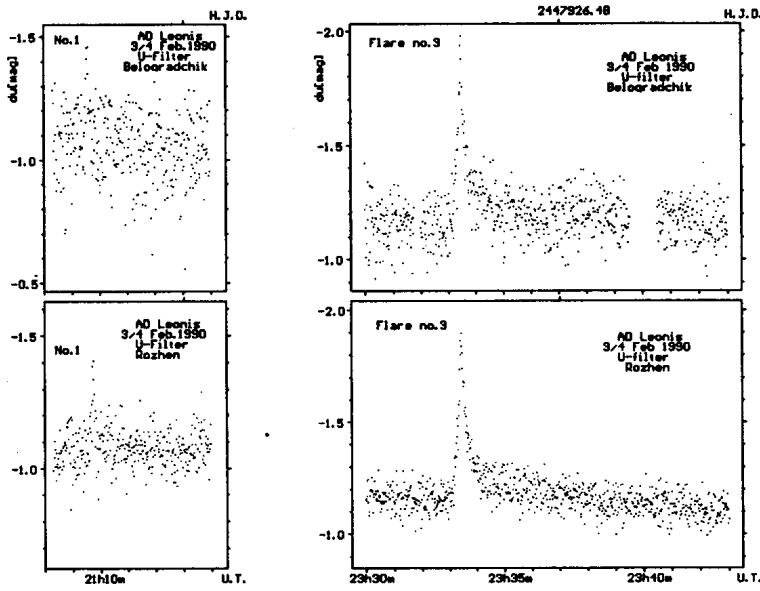 H.J.D.
2447926.48
H.J.D.
-1.5
-1.0
-0.5
du[mag]
No.1
AD Leonis
3/4 Feb.1990
U-Filter
Belogradchik
-2.0
-1.5
-1.0
du[mag]
Flare no.3
AD Leonis
3/4 Feb 1990
U-filter
Belogradchik
-1.5
-1.0
No.1
AD Leonis
3/4 Feb.1990
U-Filter
Rozhen
21h10m
U.T.
-2.0
-1.5
-1.0
Flare no.3
AD Leonis
3/4 Feb 1990
U-filter
Rozhen
23h30m
23h35m
23h40m
U.T.